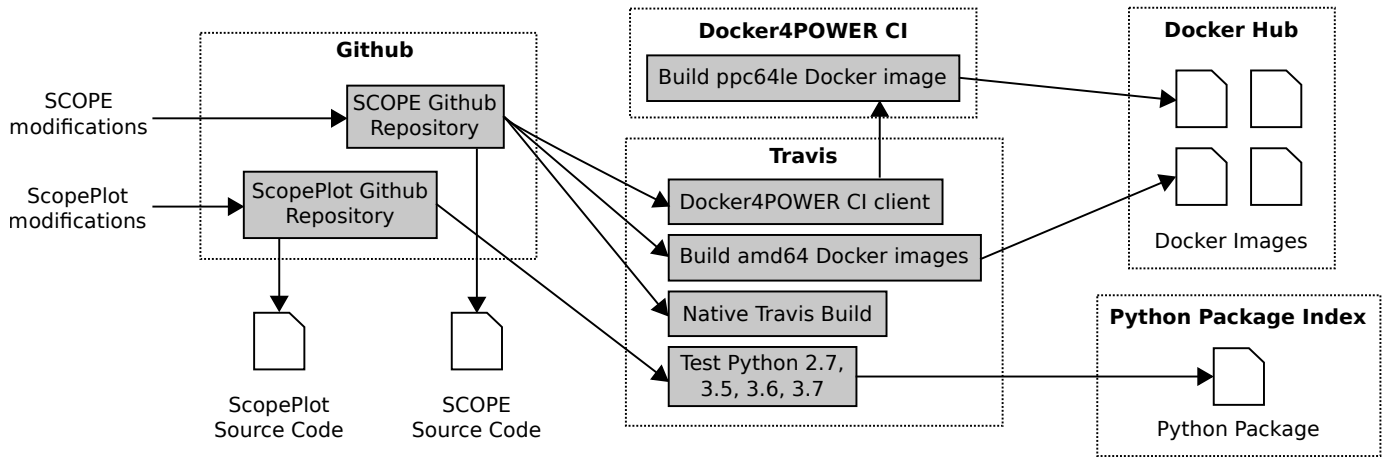 Github
SCOPE
modifications
SCOPE Github
Repository
ScopePlot
modifications
ScopePlot Github
Repository
ScopePlot
Source Code
SCOPE
Source Code
Docker4POWER CI
Build ppc64le Docker image
Travis
Docker4POWER CI client
Build amd64 Docker images
Native Travis Build
Test Python 2.7,
3.5, 3.6, 3.7
Docker Hub
Docker Images
Python Package Index
Python Package